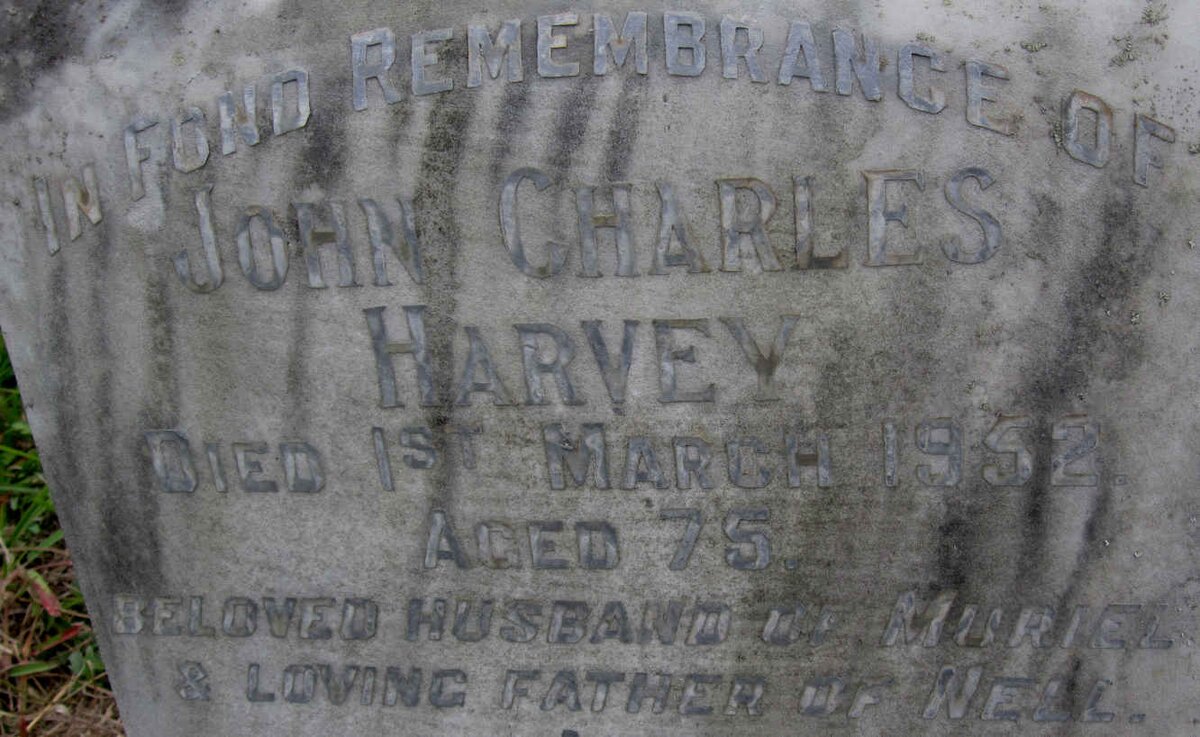 IN FOND REMEMBRANCE OF
JOHN CHARLES
HARVEY
DIED 1ST MARCH 1952.
AGED 75.
BELOVED HUSBAND OF MURIEL.
& LOVING FATHER OF NELL.